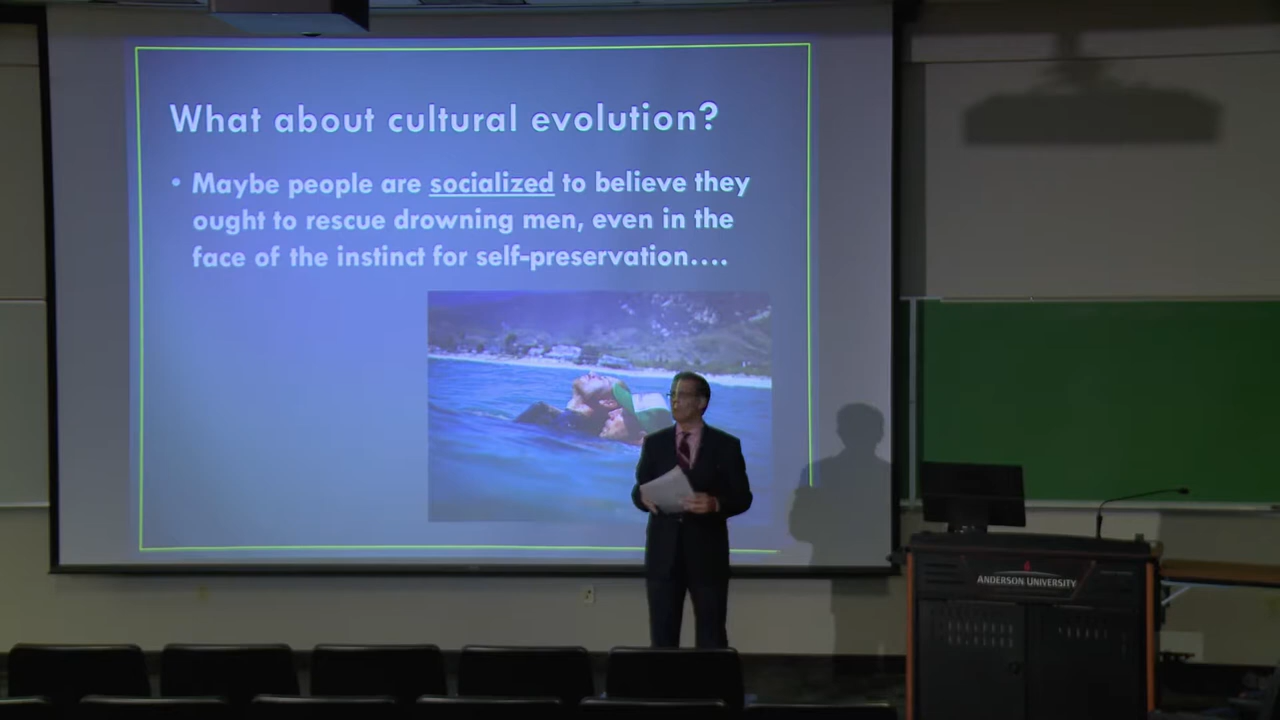 What about cultural evolution?
• Maybe people are socialized to believe they
ought to rescue drowning men, even in the
face of the instinct for self-preservation....
ANDERSON UNIVERSITY